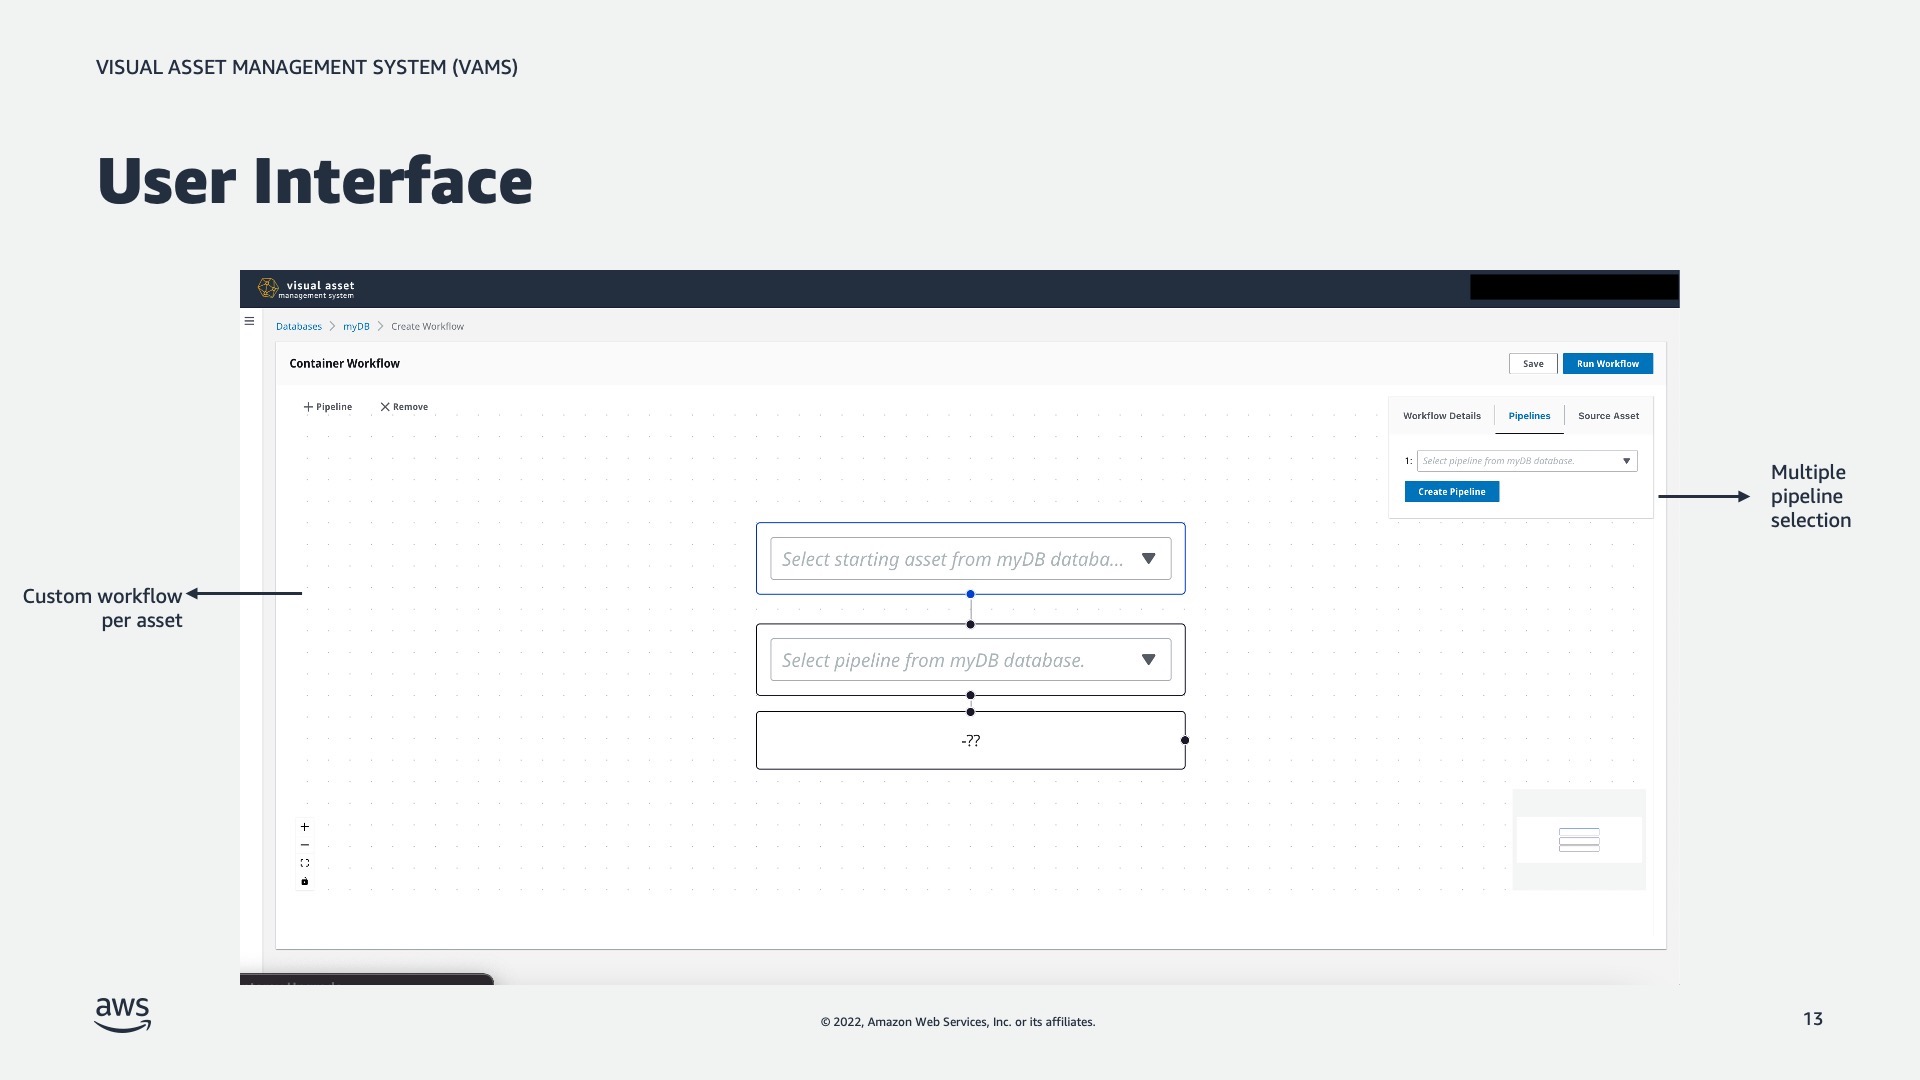 VISUAL ASSET MANAGEMENT SYSTEM (VAMS)
User Interface
visual asset
management system
Databases > myDB > Create Workflow
Container Workflow
Save
Run Workflow
+ Pipeline
Remove
Workflow Details
Pipelines
Source Asset
1:
Select pipeline from myDB database.
Create Pipeline
Multiple
pipeline
selection
Select starting asset from myDB databa...
Custom workflow
per asset
Select pipeline from myDB database.
-??
aws
© 2022, Amazon Web Services, Inc. or its affiliates.
13